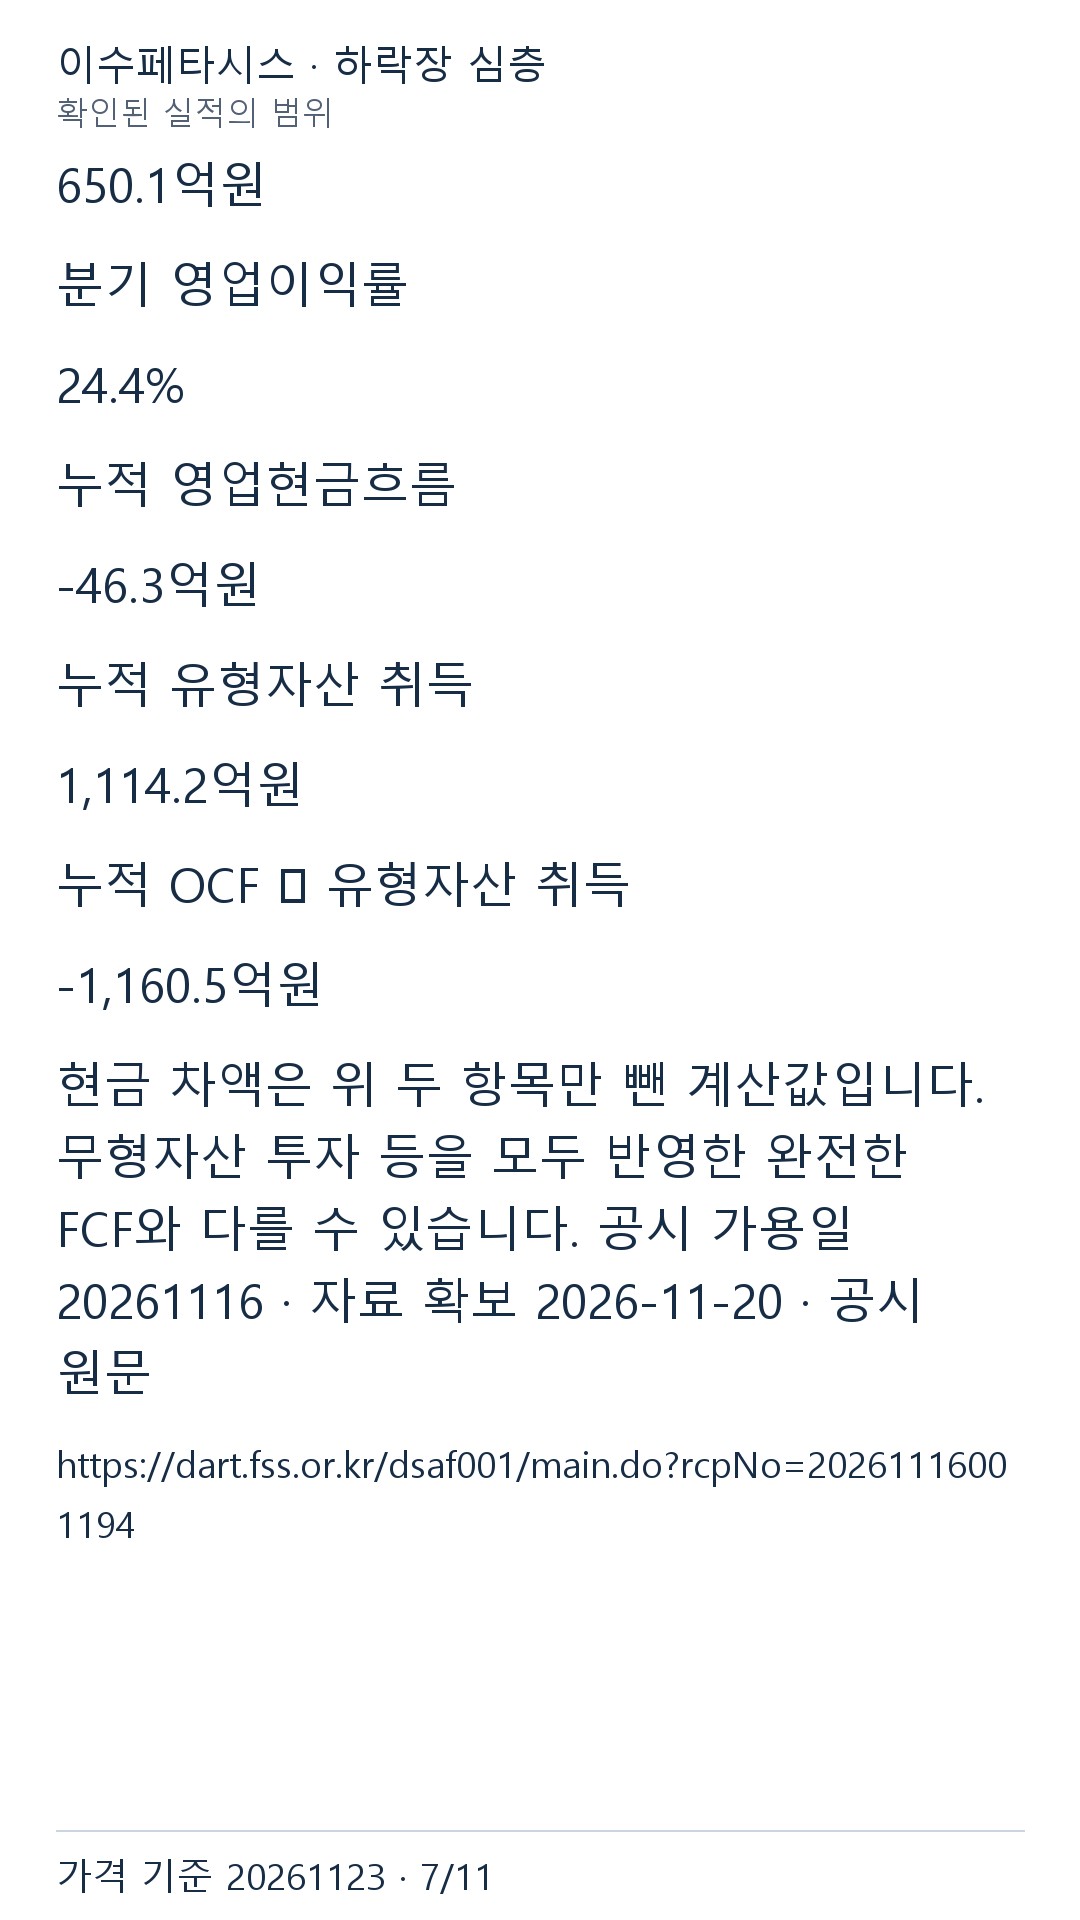 이수페타시스 · 하락장 심층
확인된 실적의 범위
650.1억원
분기 영업이익률
24.4%
누적 영업현금흐름
-46.3억원
누적 유형자산 취득
1,114.2억원
누적 OCF ▯ 유형자산 취득
-1,160.5억원
현금 차액은 위 두 항목만 뺀 계산값입니다.
무형자산 투자 등을 모두 반영한 완전한
FCF와 다를 수 있습니다. 공시 가용일
20261116 · 자료 확보 2026-11-20 · 공시
원문
https://dart.fss.or.kr/dsaf001/main.do?rcpNo=2026111600
1194
가격 기준 20261123 · 7/11